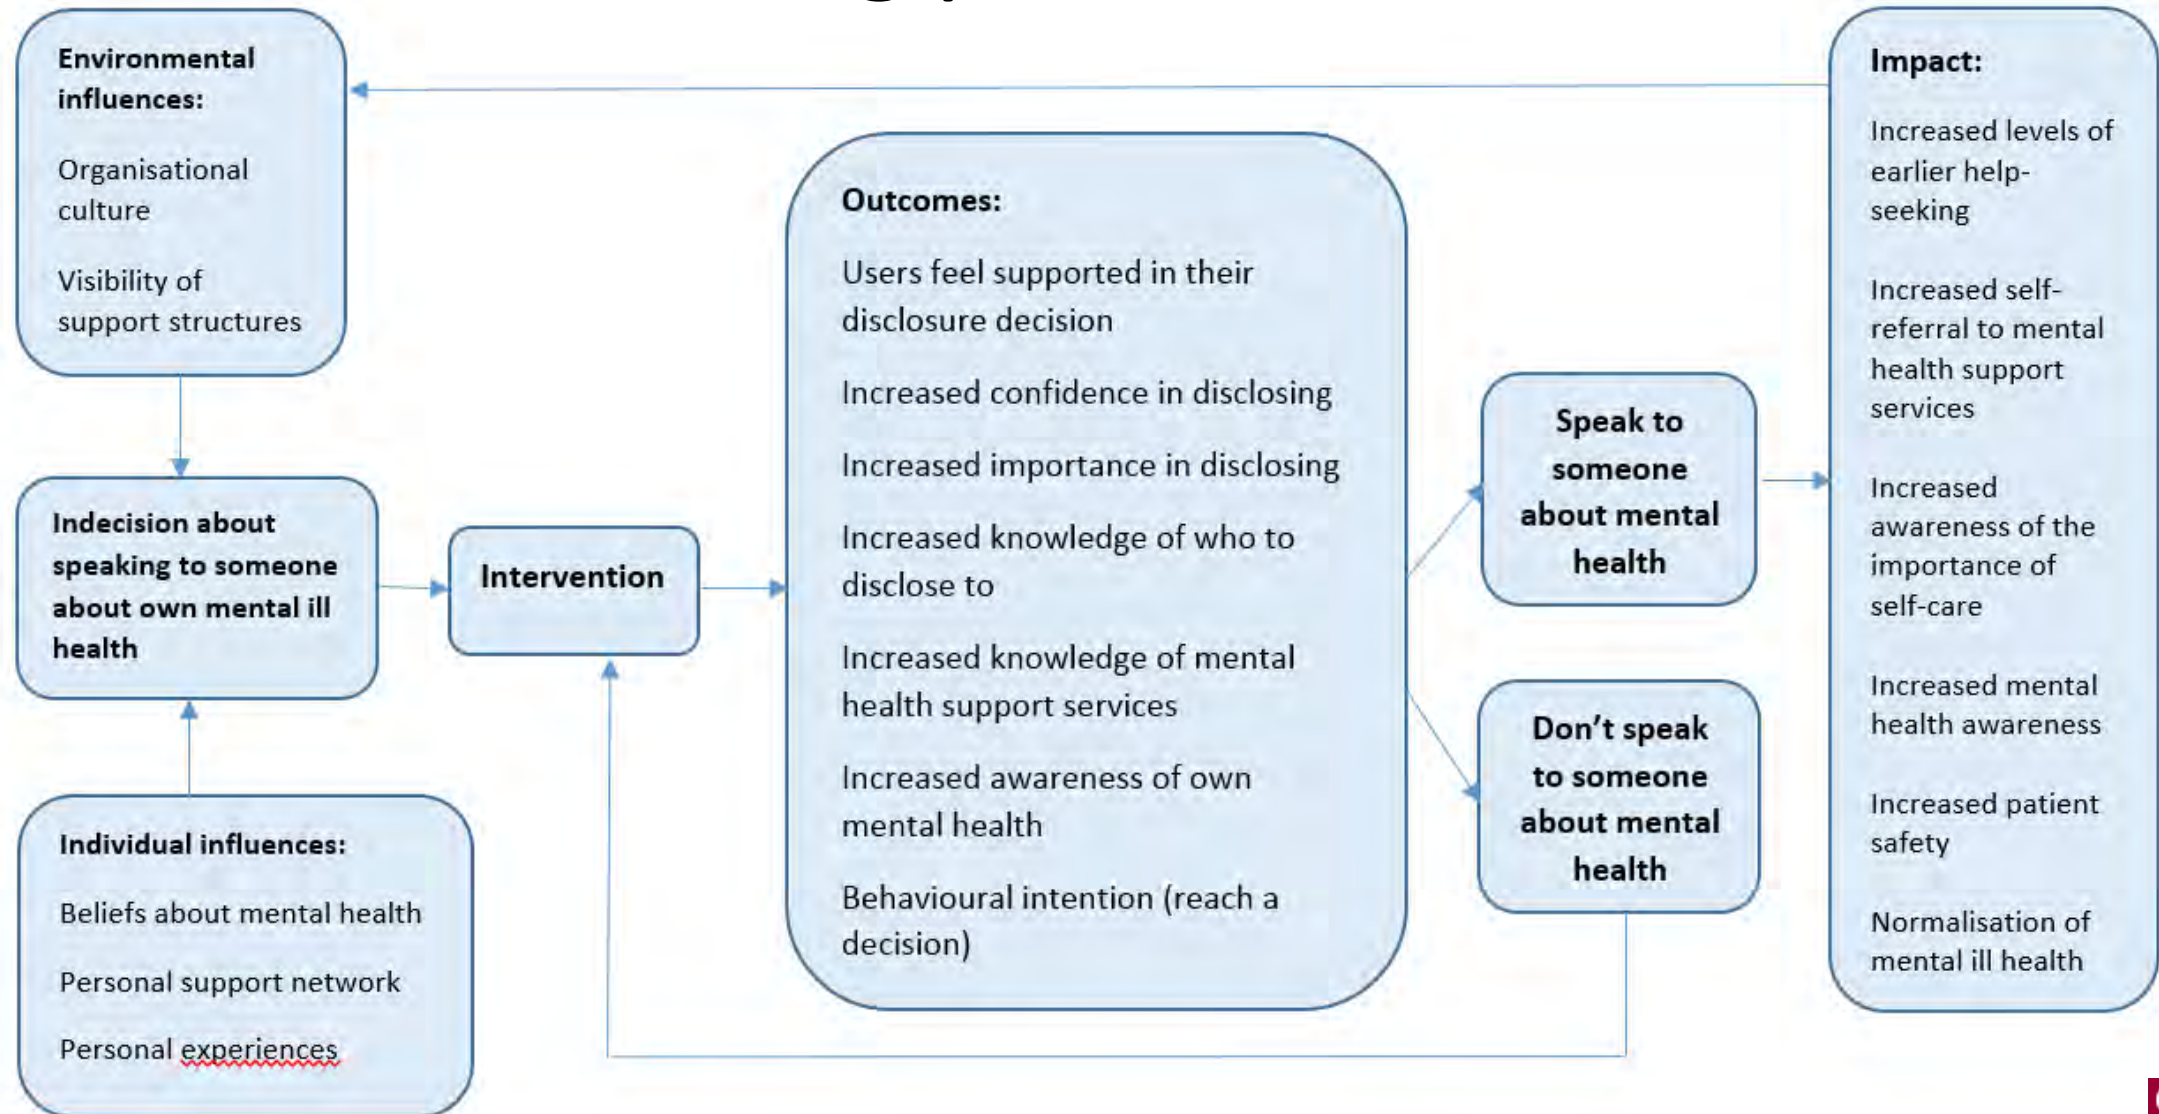 Environmental
influences:
Organisational
culture
Visibility of
support structures
Indecision about
speaking to someone
about own mental ill
health
Individual influences:
Beliefs about mental health
Personal support network
Personal experiences
Intervention
Outcomes:
Users feel supported in their
disclosure decision
Increased confidence in disclosing
Increased importance in disclosing
Increased knowledge of who to
disclose to
Increased knowledge of mental
health support services
Increased awareness of own
mental health
Behavioural intention (reach a
decision)
Speak to
someone
about mental
health
Don’t speak
to someone
about mental
health
Impact:
Increased levels of
earlier help-
seeking
Increased self-
referral to mental
health support
services
Increased
awareness of the
importance of
self-care
Increased mental
health awareness
Increased patient
safety
Normalisation of
mental ill health